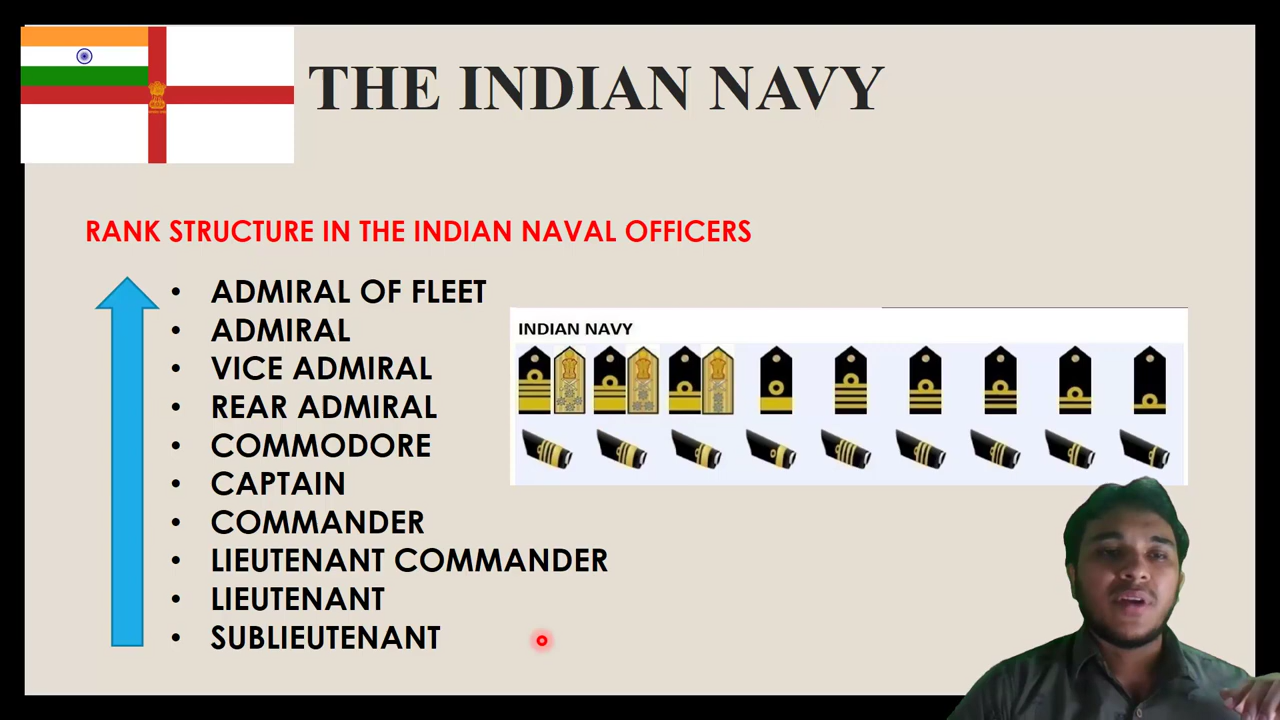 THE INDIAN NAVY
RANK STRUCTURE IN THE INDIAN NAVAL OFFICERS
• ADMIRAL OF FLEET
• ADMIRAL
• VICE ADMIRAL
• REAR ADMIRAL
• COMMODORE
• CAPTAIN
• COMMANDER
• LIEUTENANT COMMANDER
• LIEUTENANT
• SUBLIEUTENANT
INDIAN NAVY